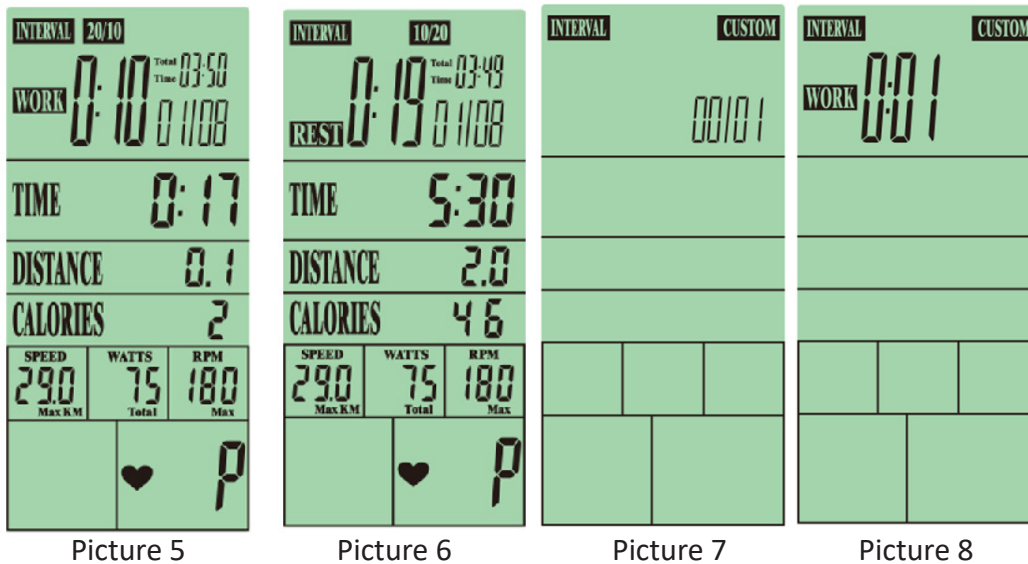 INTERVAL 20/10
WORK 0:10 Total Time 03:50
01/08
TIME 0:17
DISTANCE 0.1
CALORIES 2
SPEED WATTS RPM
29.0 75 180
Max KM Total Max
P
Picture 5
INTERVAL 10/20
REST 0:19 Total Time 03:49
01/08
TIME 5:30
DISTANCE 2.0
CALORIES 46
SPEED WATTS RPM
29.0 75 180
Max KM Total Max
P
Picture 6
INTERVAL CUSTOM
00/01
Picture 7
INTERVAL CUSTOM
WORK 0:01
Picture 8